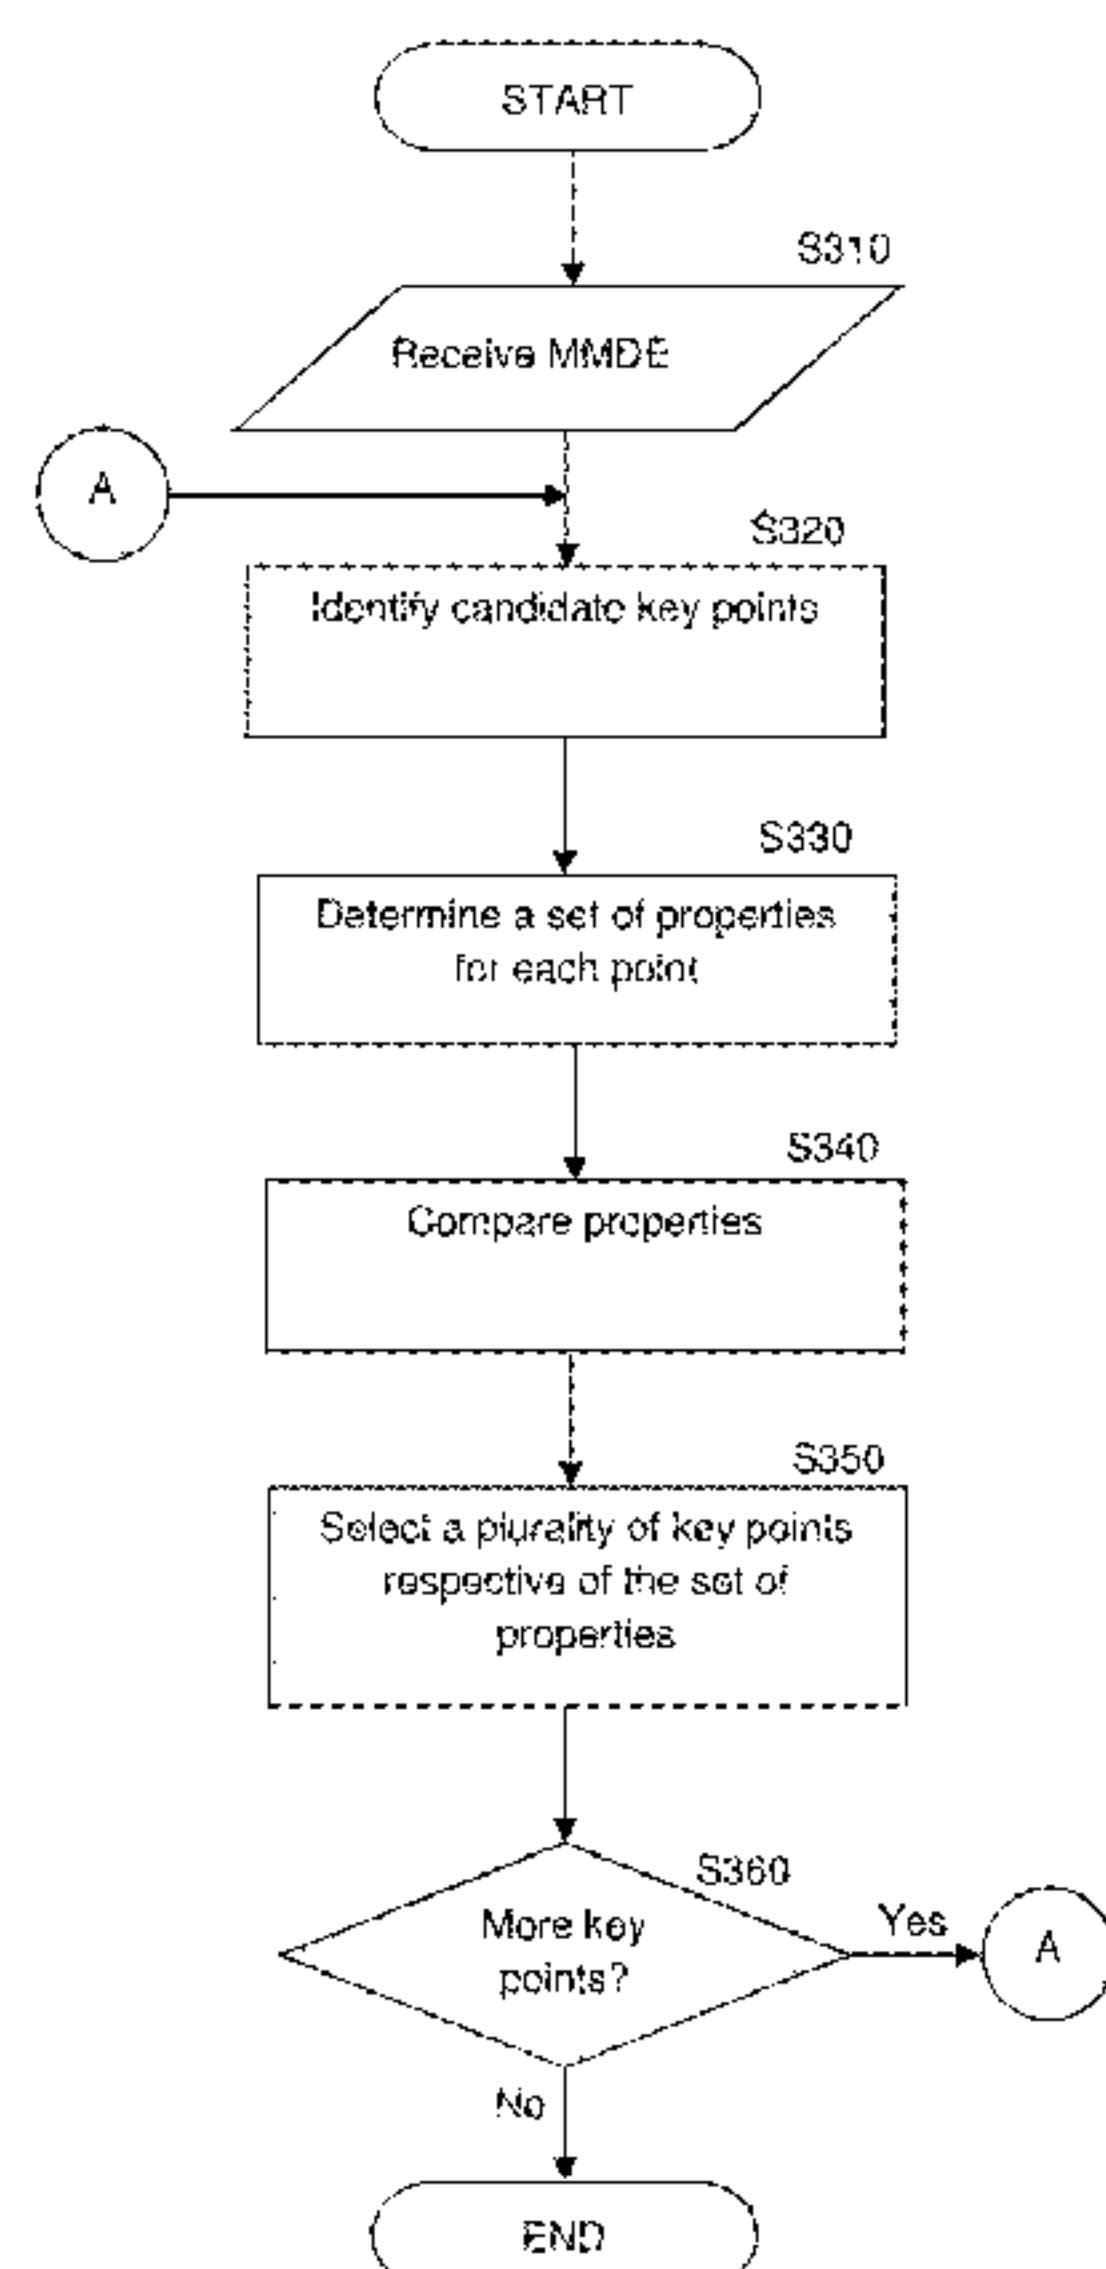 START
S310
Receive MMDE
A
S320
Identify candidate key points
S330
Determine a set of properties
for each point
S340
Compare properties
S350
Select a plurality of key points
respective of the set of
properties
S360
More key
points?
Yes
A
No
END